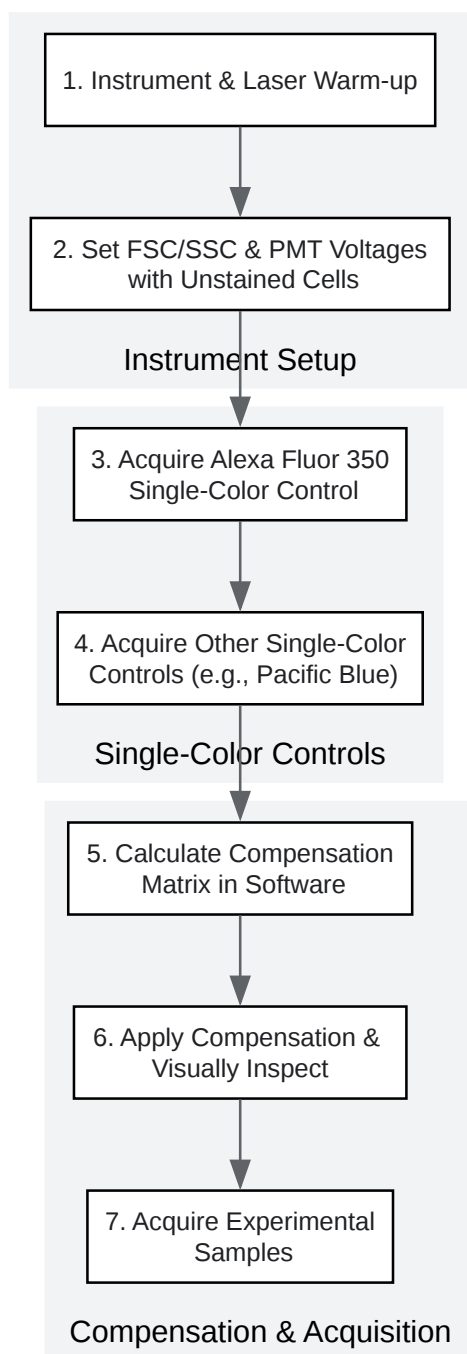 1. Instrument & Laser Warm-up
2. Set FSC/SSC & PMT Voltages
with Unstained Cells
Instrument Setup
3. Acquire Alexa Fluor 350
Single-Color Control
4. Acquire Other Single-Color
Controls (e.g., Pacific Blue)
Single-Color Controls
5. Calculate Compensation
Matrix in Software
6. Apply Compensation &
Visually Inspect
7. Acquire Experimental
Samples
Compensation & Acquisition